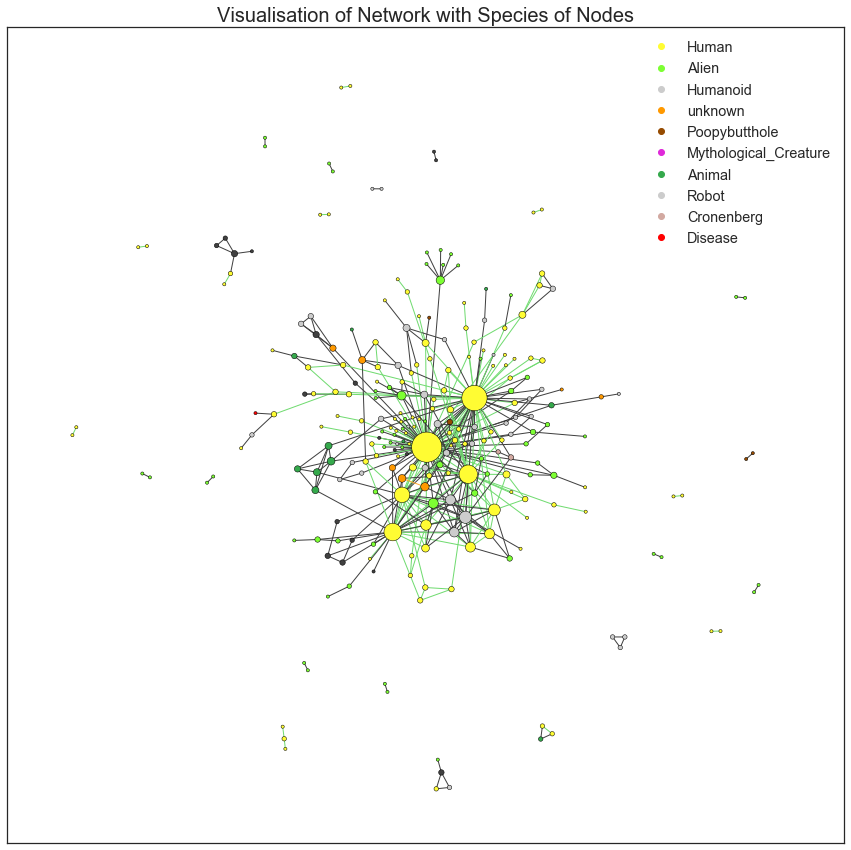 Visualisation of Network with Species of Nodes
Human
Alien
Humanoid
unknown
Poopybutthole
Mythological_Creature
Animal
Robot
Cronenberg
Disease